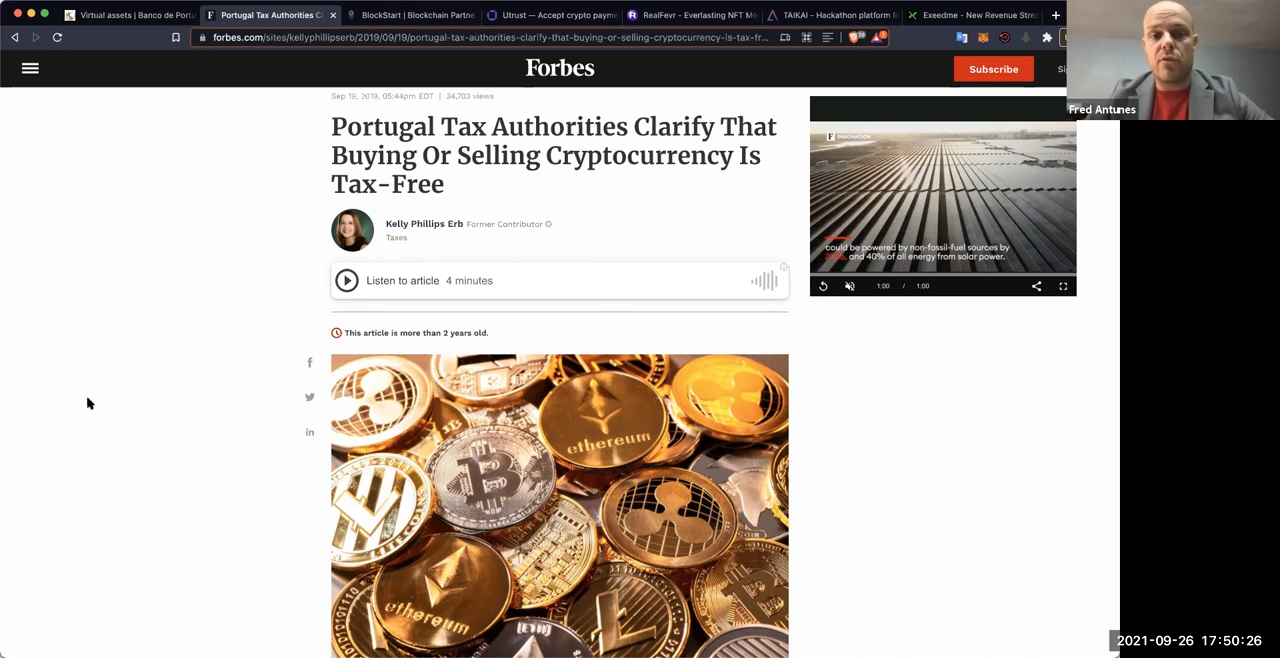 Virtual assets | Banco de Portu
Portugal Tax Authorities Cl
BlockStart | Blockchain Partne
Utrust — Accept crypto payme
RealFevr - Everlasting NFT Mo
TAIKAI - Hackathon platform fo
Exeedme - New Revenue Strea
forbes.com/sites/kellyphillipserb/2019/09/19/portugal-tax-authorities-clarify-that-buying-or-selling-cryptocurrency-is-tax-fr...
Forbes
Subscribe
Si
Fred Antunes
Sep 19, 2019, 05:44pm EDT | 34,703 views
Portugal Tax Authorities Clarify That
Buying Or Selling Cryptocurrency Is
Tax-Free
Kelly Phillips Erb Former Contributor
Taxes
Listen to article 4 minutes
This article is more than 2 years old.
F INNOVATION
could be powered by non-fossil-fuel sources by
and 40% of all energy from solar power.
1:00 / 1:00
ethereum
LITECOIN
ethereum
(ETH)
2021-09-26 17:50:26